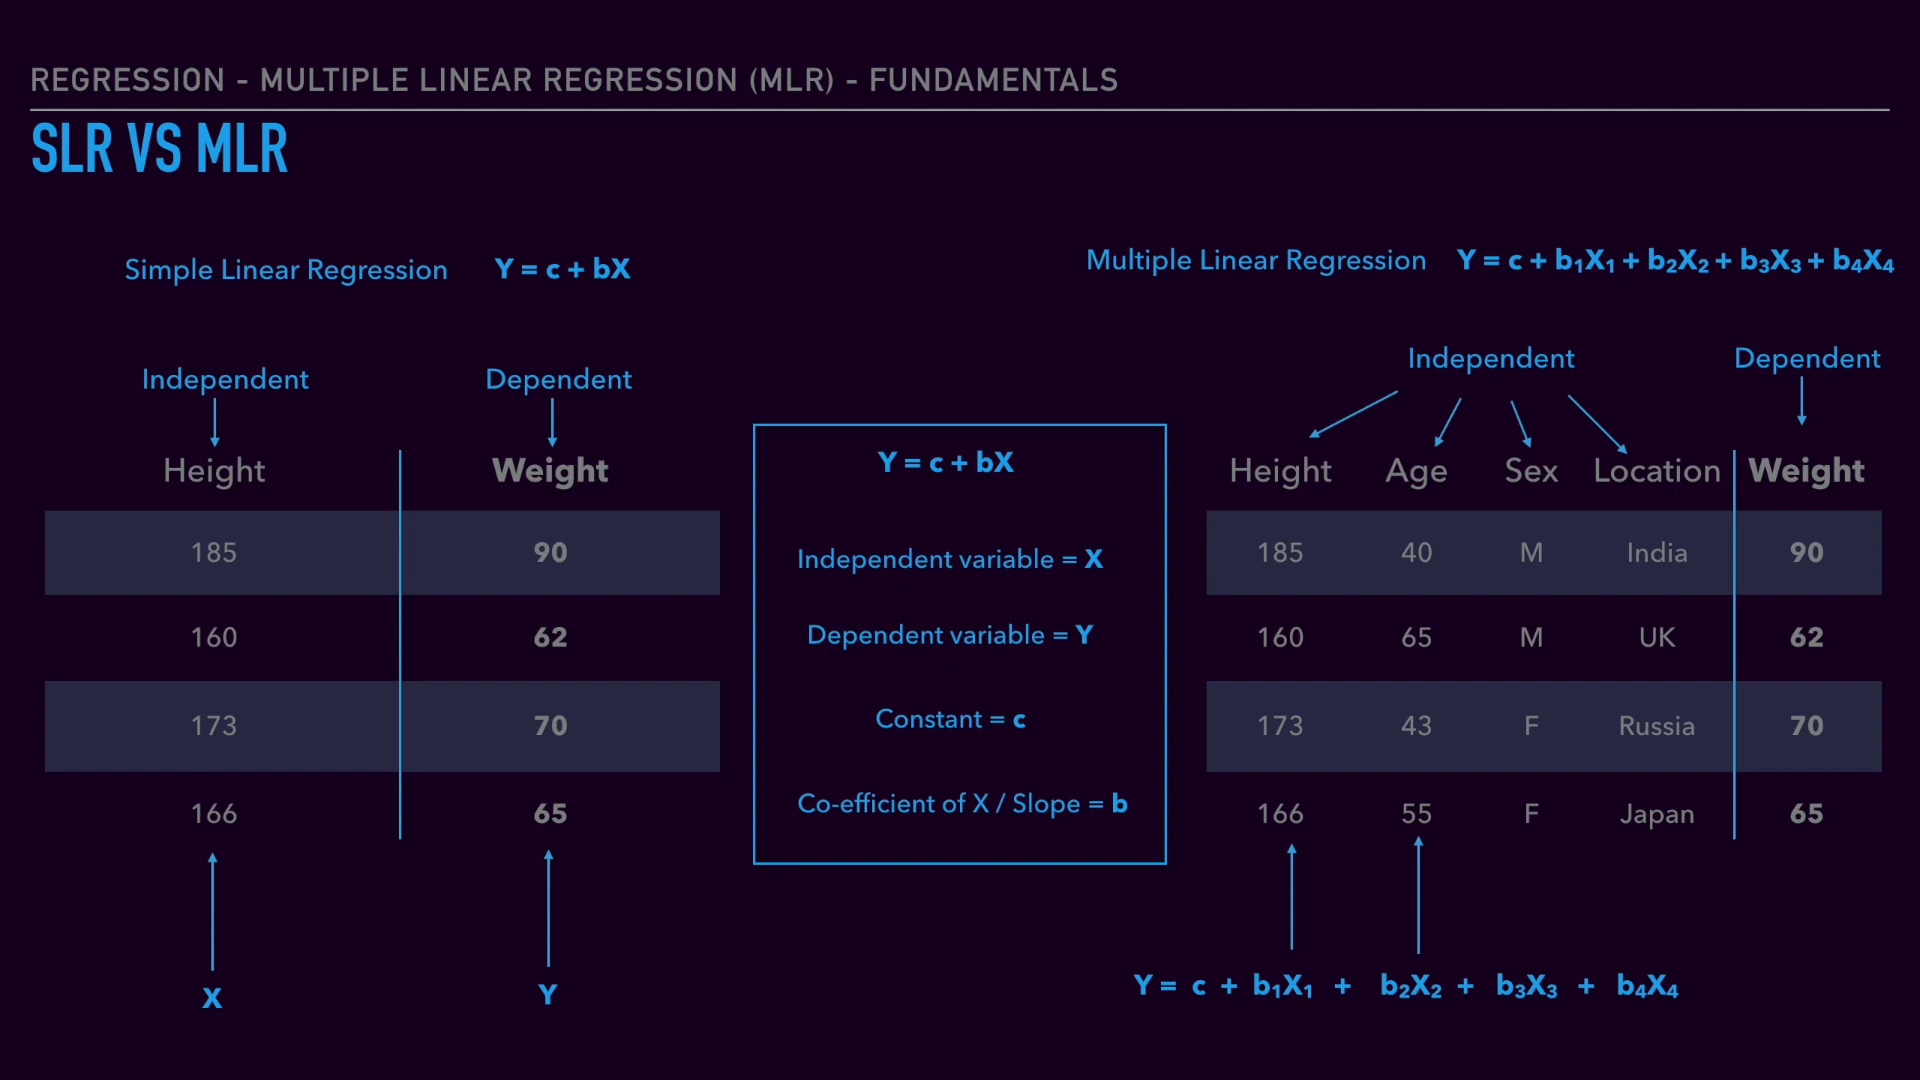 REGRESSION - MULTIPLE LINEAR REGRESSION (MLR) - FUNDAMENTALS
SLR VS MLR
Simple Linear Regression Y = c + bX
Independent Dependent
Height Weight
185 90
160 62
173 70
166 65
X Y
Y = c + bX
Independent variable = X
Dependent variable = Y
Constant = c
Co-efficient of X / Slope = b
Multiple Linear Regression Y = c + b₁X₁ + b₂X₂ + b₃X₃ + b₄X₄
Independent Dependent
Height Age Sex Location Weight
185 40 M India 90
160 65 M UK 62
173 43 F Russia 70
166 55 F Japan 65
Y = c + b₁X₁ + b₂X₂ + b₃X₃ + b₄X₄